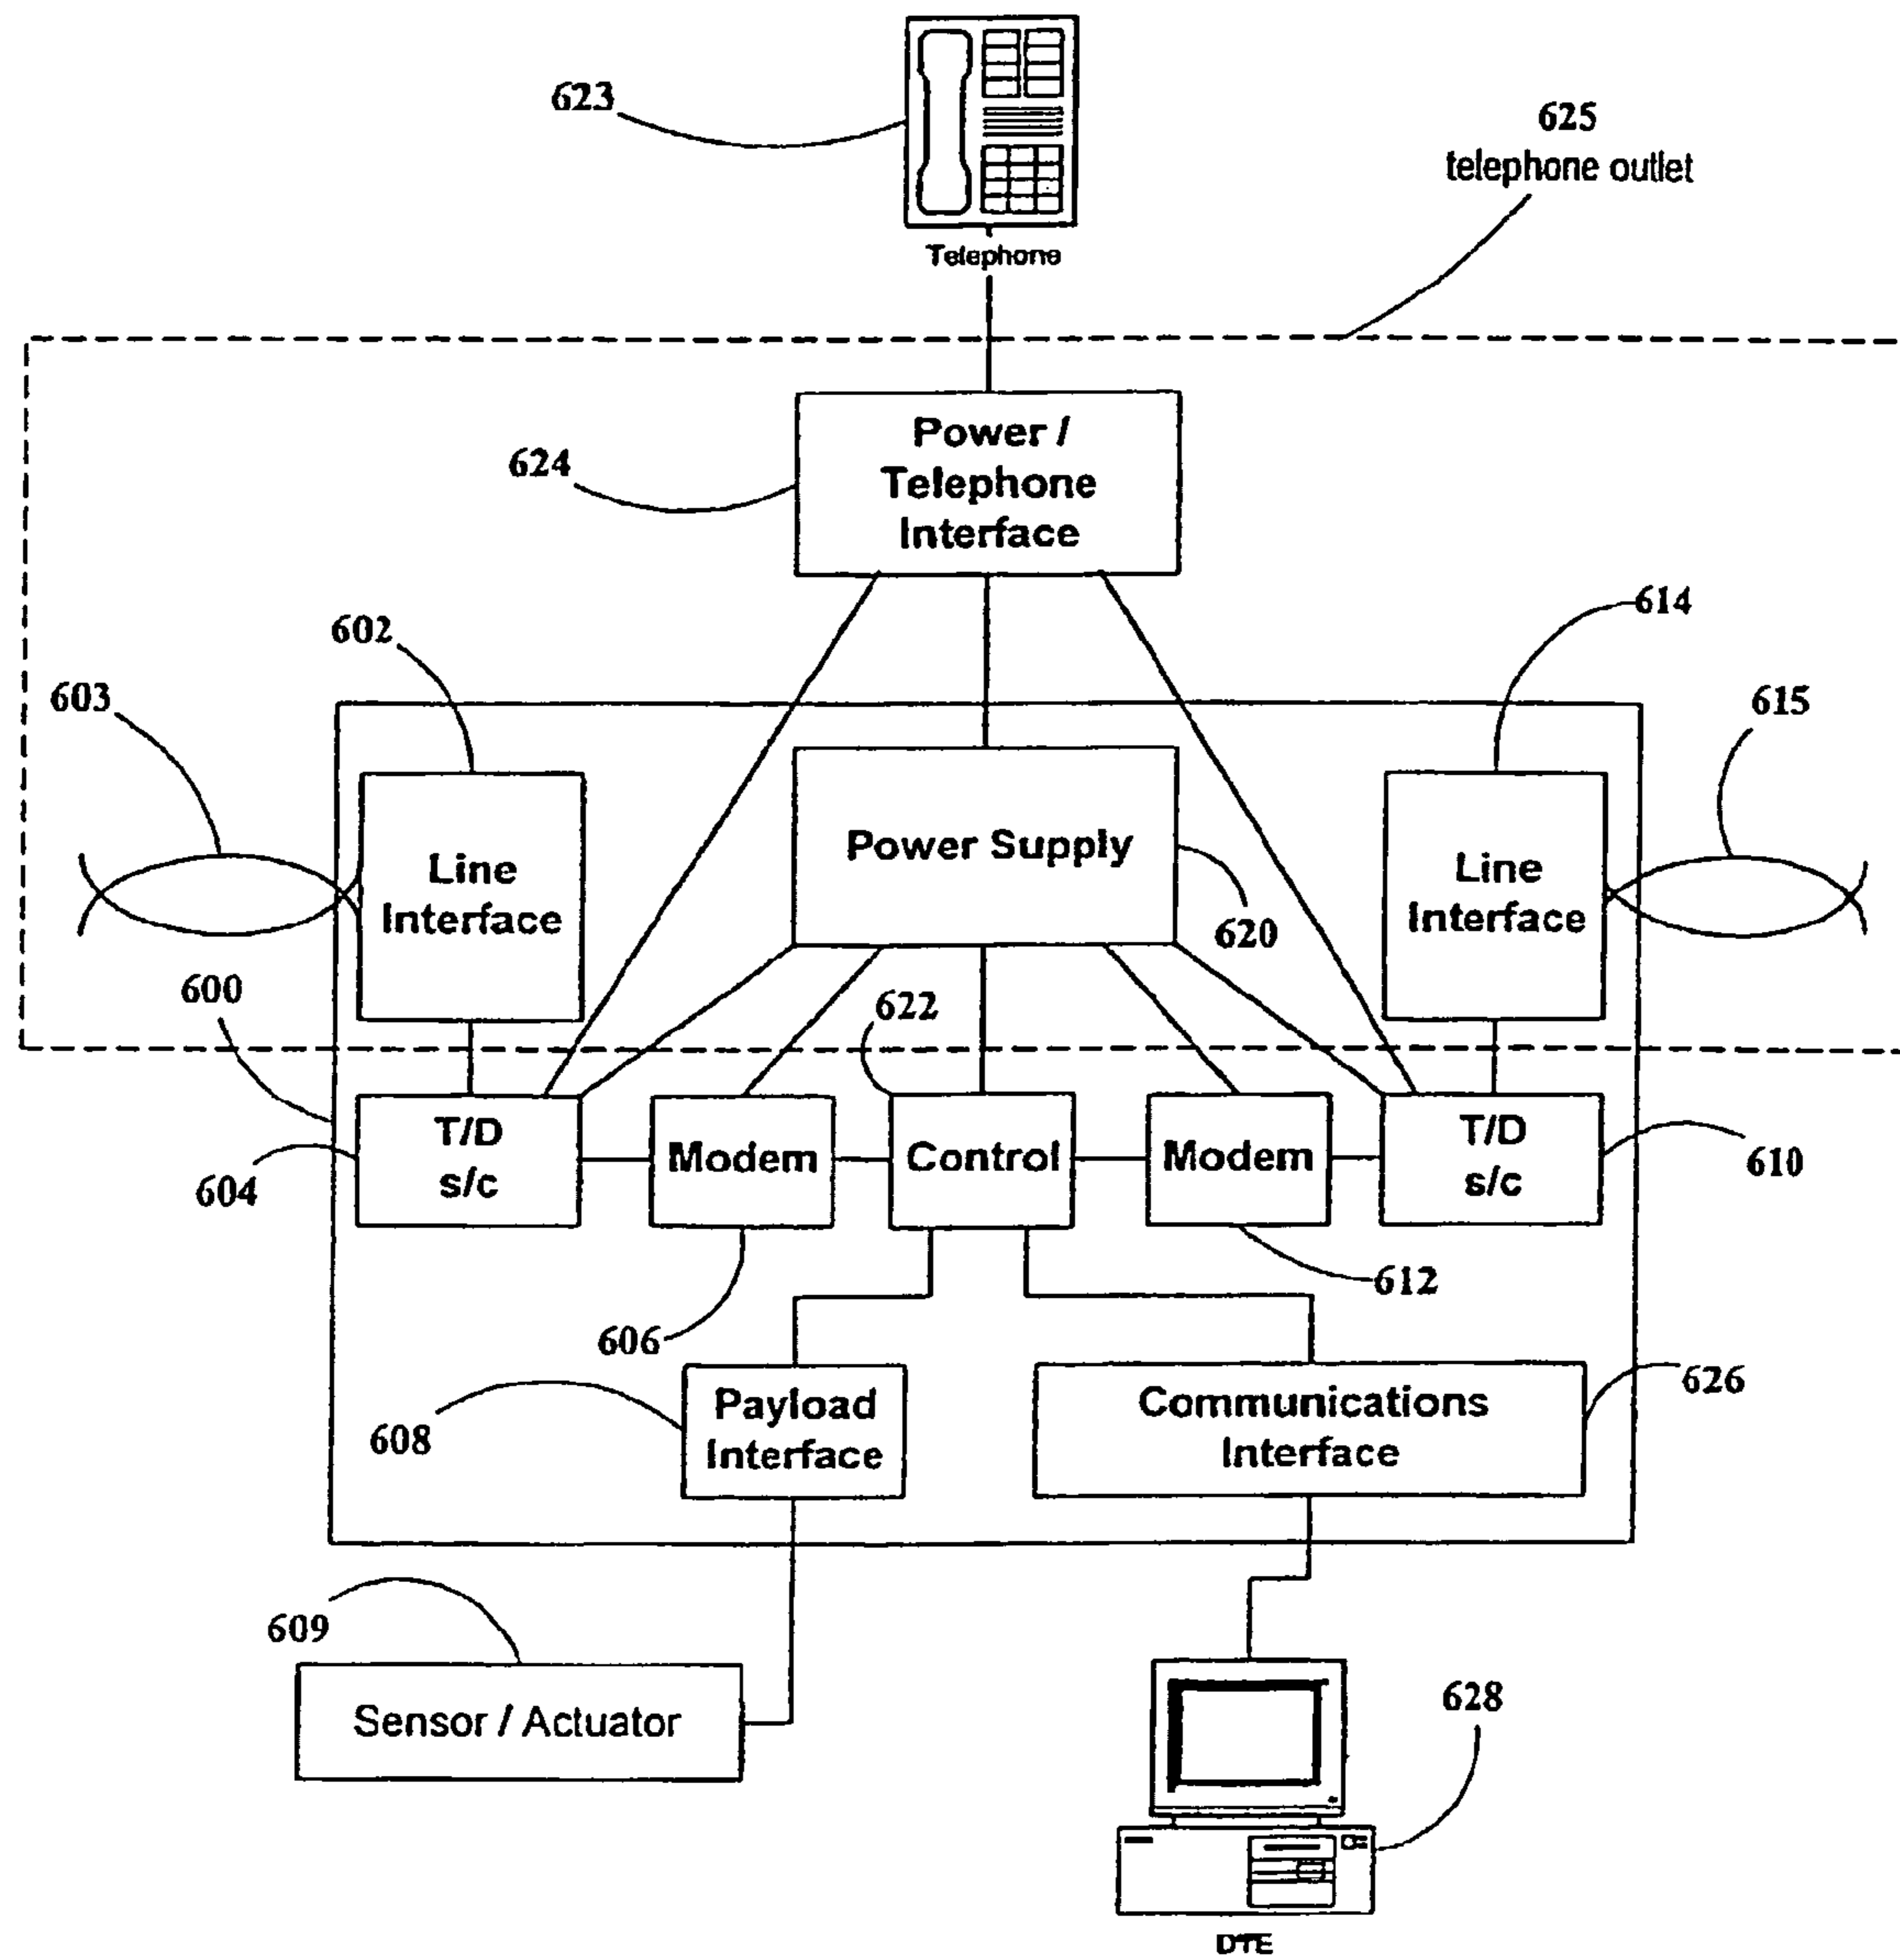 623
625
telephone outlet
Telephone
Power /
Telephone
Interface
624
602
614
603
615
Line
Interface
Power Supply
Line
Interface
620
600
622
T/D
s/c
Modem
Control
Modem
T/D
s/c
604
610
606
612
Payload
Interface
Communications
Interface
626
608
609
Sensor / Actuator
628
DTE